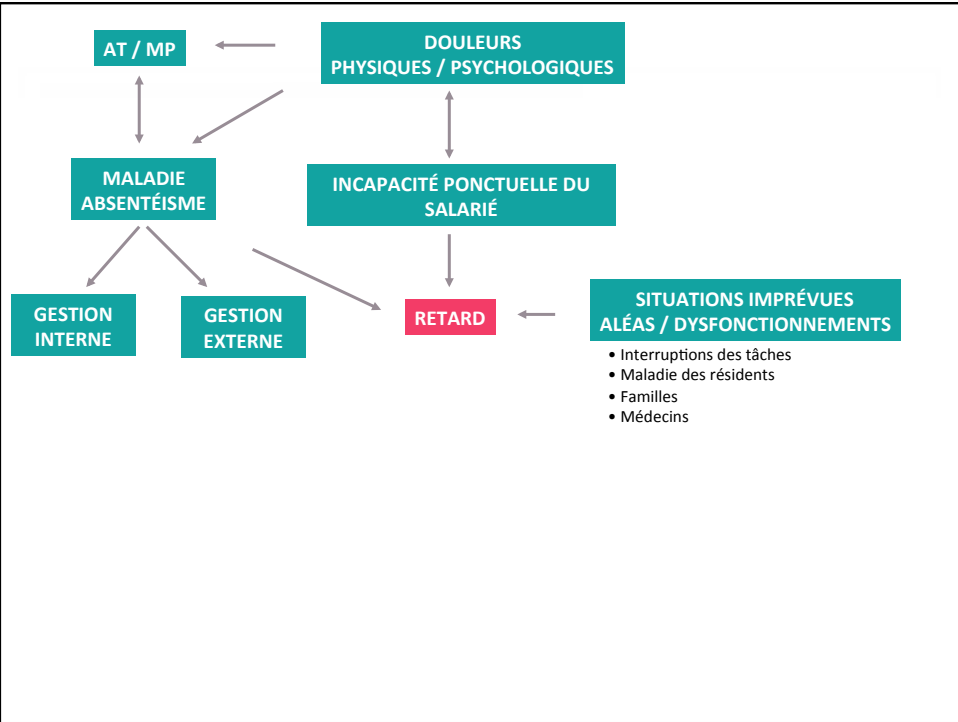 AT / MP
DOULEURS
PHYSIQUES / PSYCHOLOGIQUES
MALADIE
ABSENTÉISME
INCAPACITÉ PONCTUELLE DU
SALARIÉ
GESTION
INTERNE
GESTION
EXTERNE
RETARD
SITUATIONS IMPRÉVUES
ALÉAS / DYSFONCTIONNEMENTS
• Interruptions des tâches
• Maladie des résidents
• Familles
• Médecins